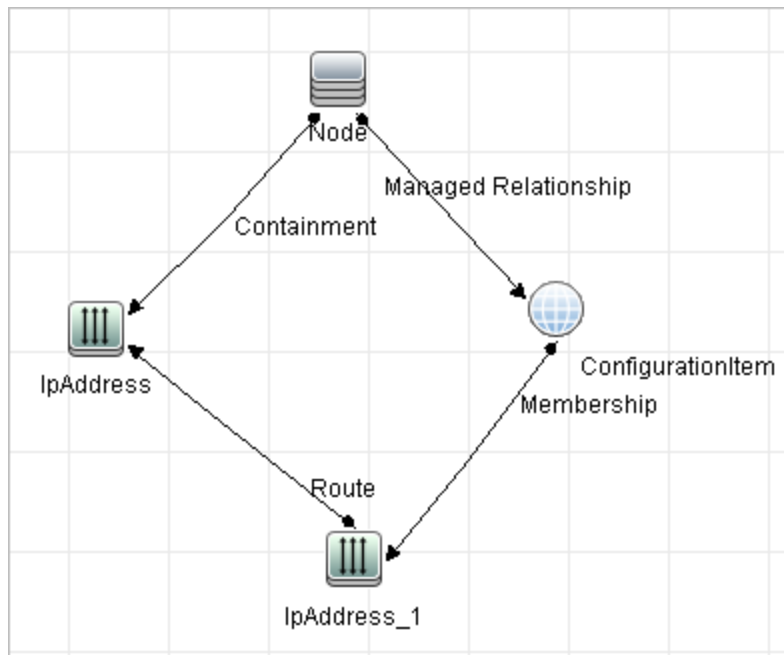 Node
Managed Relationship
Containment
IpAddress
ConfigurationItem
Membership
Route
IpAddress_1